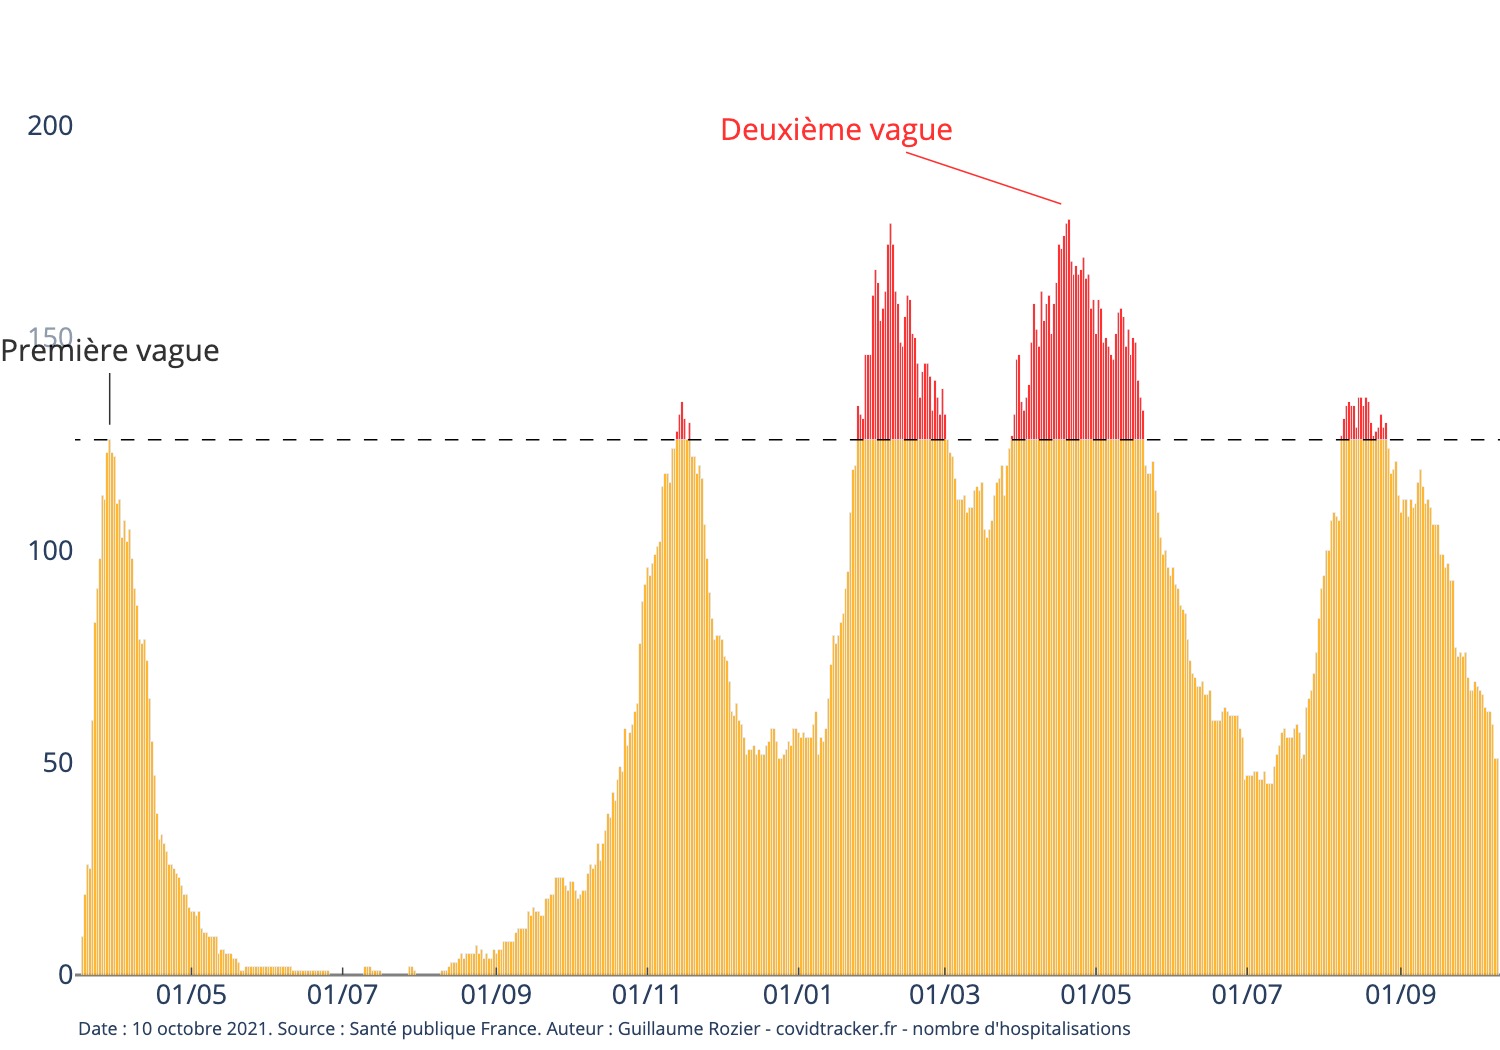 200
Deuxième vague
150
Première vague
100
50
0
01/05 01/07 01/09 01/11 01/01 01/03 01/05 01/07 01/09
Date : 10 octobre 2021. Source : Santé publique France. Auteur : Guillaume Rozier - covidtracker.fr - nombre d'hospitalisations